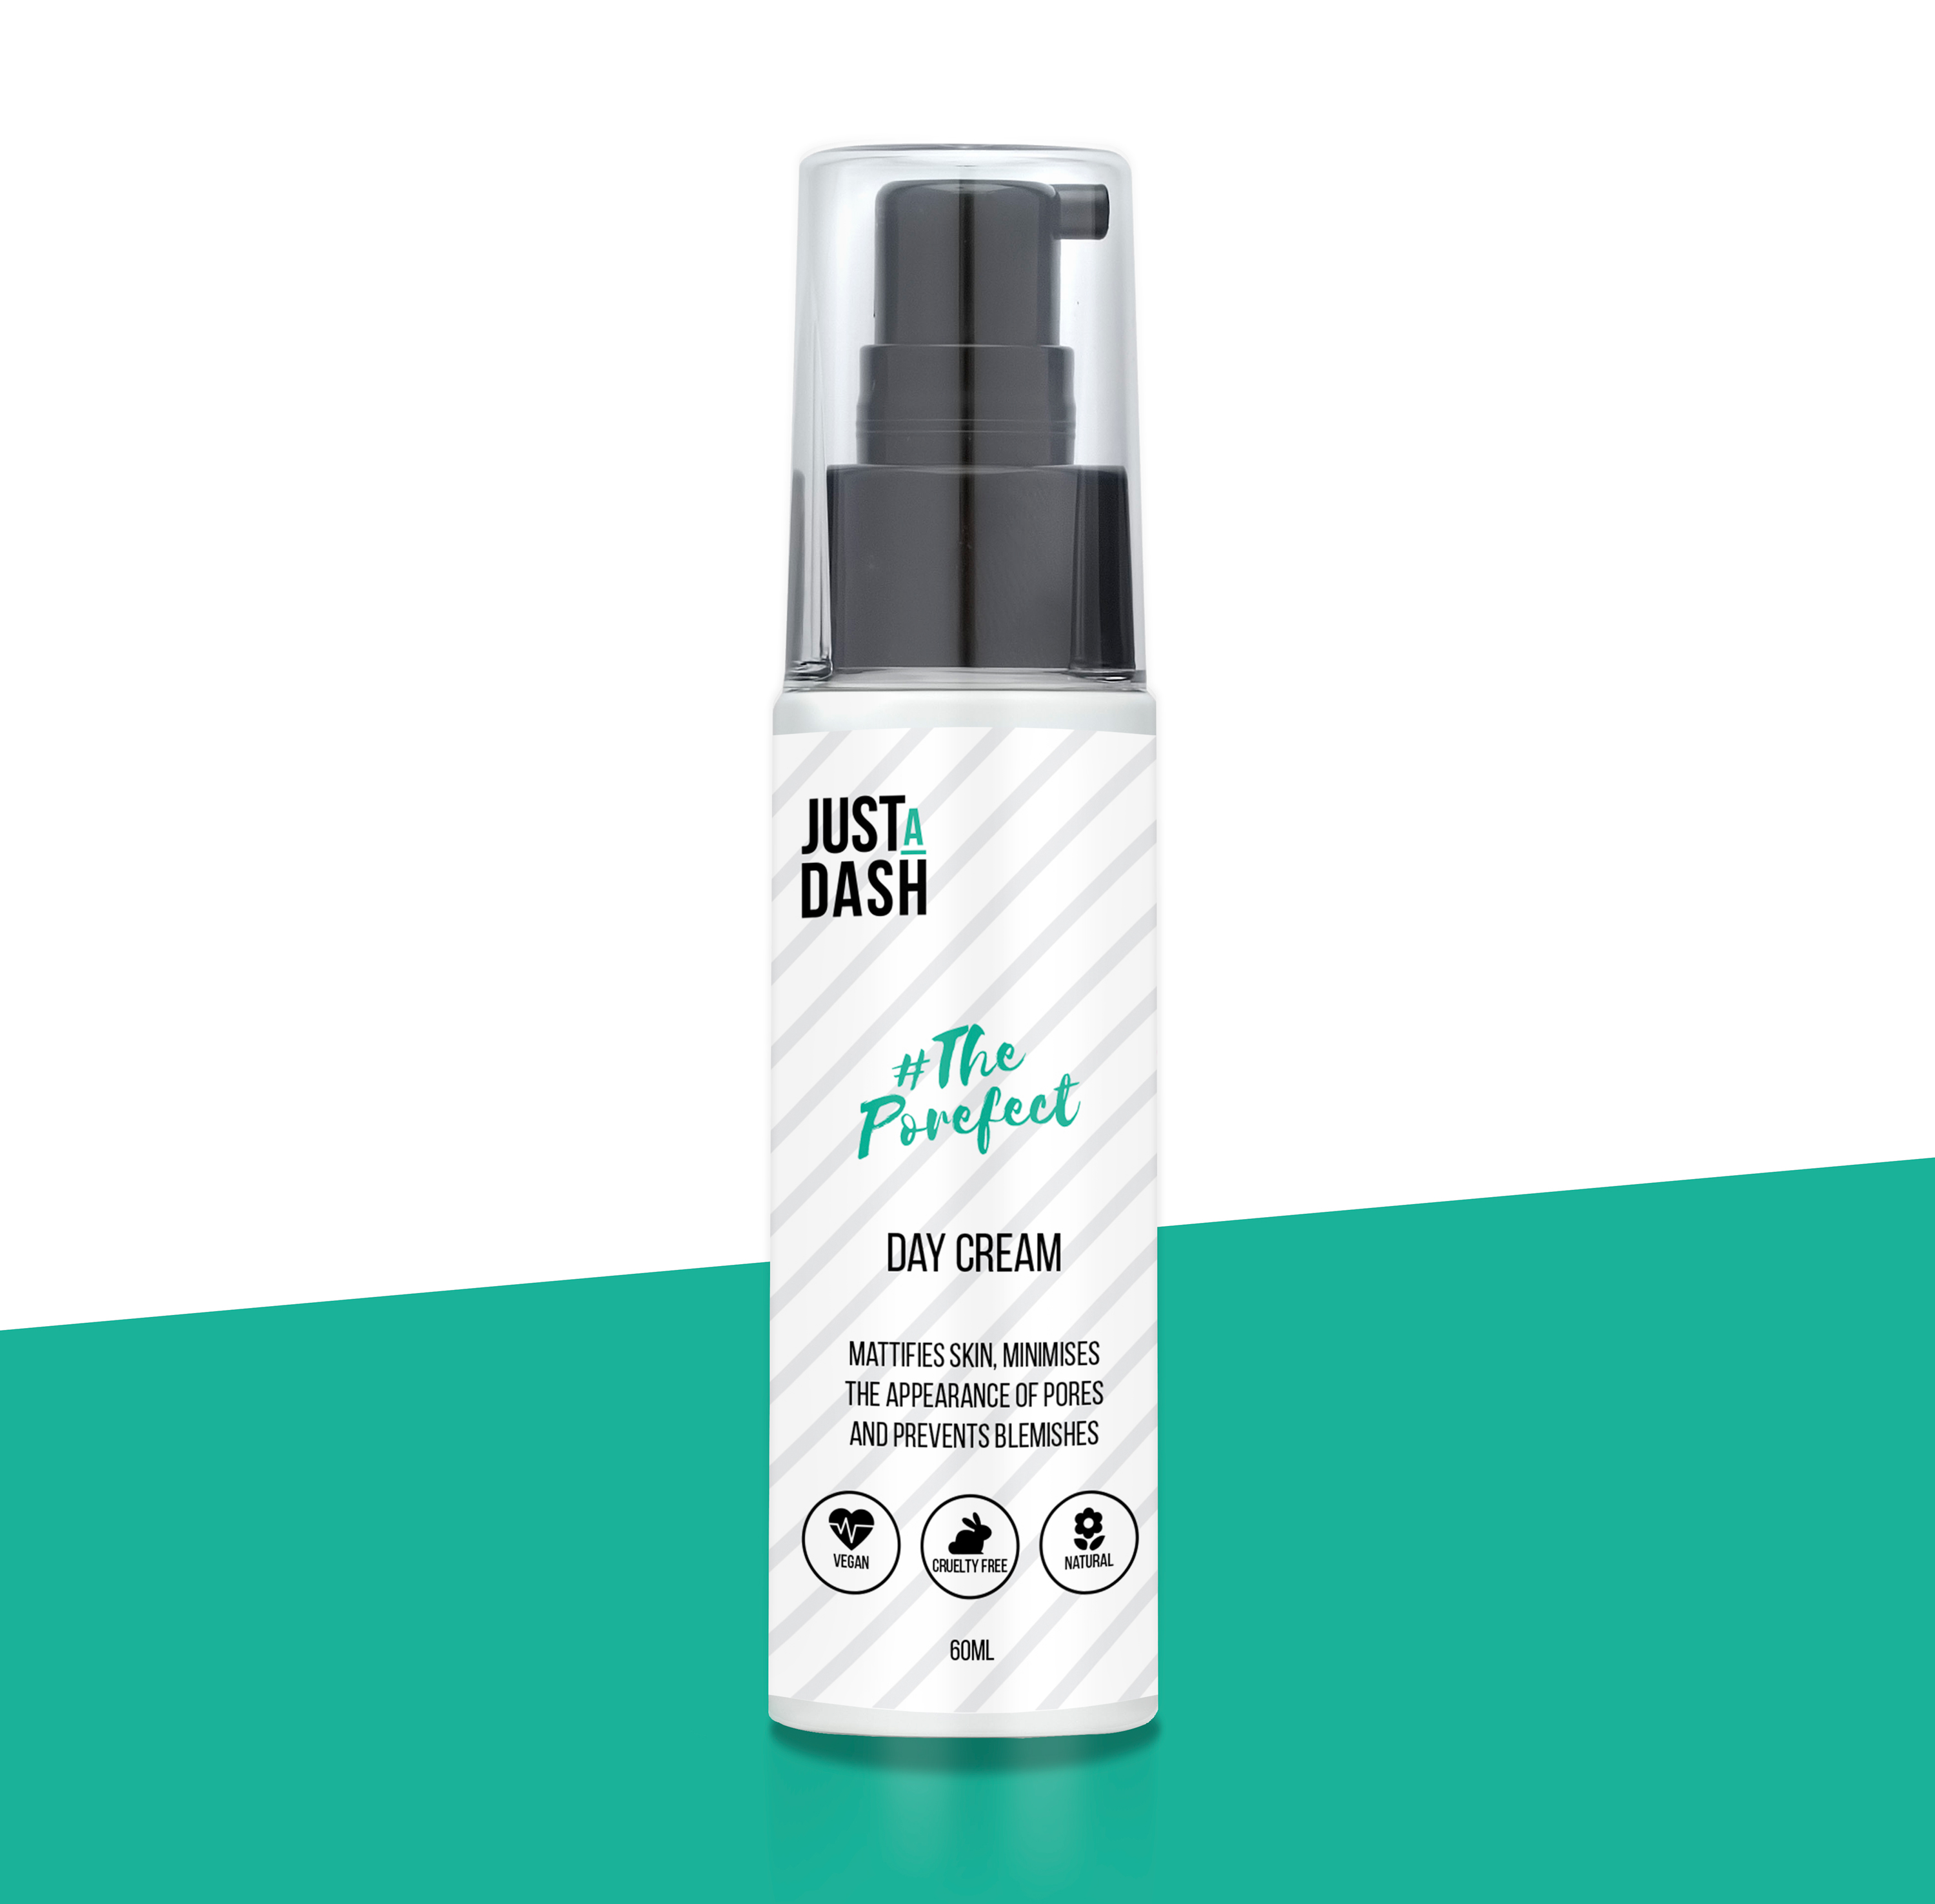 JUST A
DASH
#The
Porefect
DAY CREAM
MATTIFIES SKIN, MINIMISES
THE APPEARANCE OF PORES
AND PREVENTS BLEMISHES
VEGAN
CRUELTY FREE
NATURAL
60ML